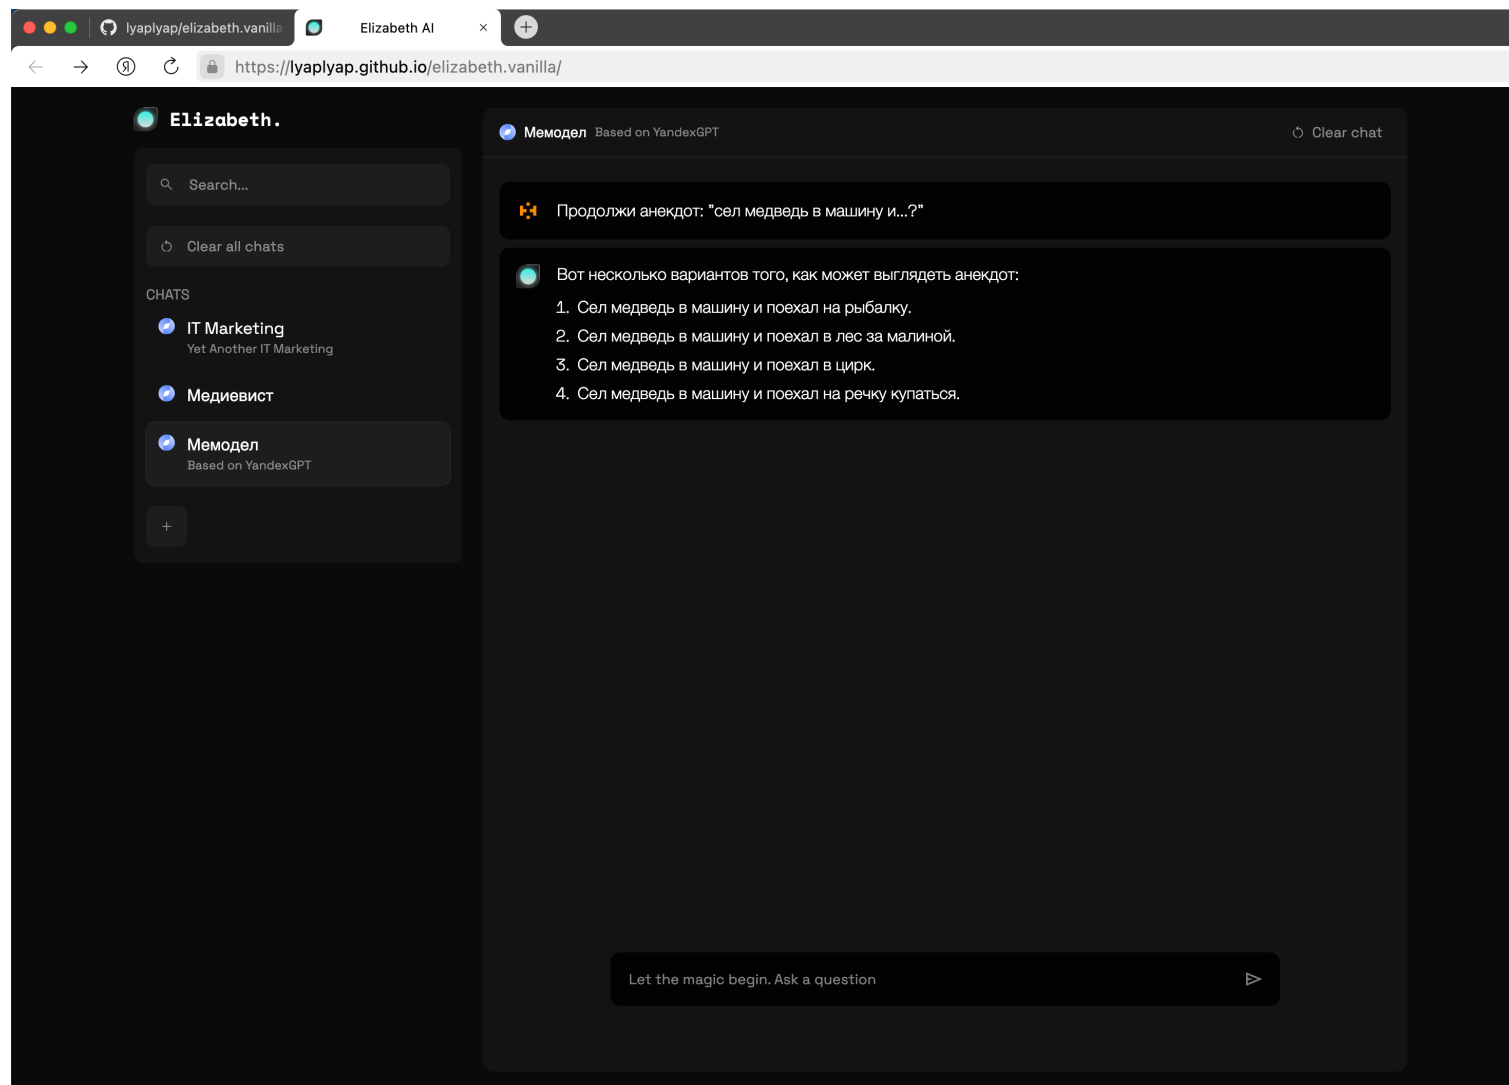 lyaplyap/elizabeth.vanilla
Elizabeth AI
https://lyaplyap.github.io/elizabeth.vanilla/
Elizabeth.
Search...
Clear all chats
CHATS
IT Marketing
Yet Another IT Marketing
Медиевист
Мемодел
Based on YandexGPT
Мемодел Based on YandexGPT
Clear chat
Продолжи анекдот: "сел медведь в машину и...?"
Вот несколько вариантов того, как может выглядеть анекдот:
1. Сел медведь в машину и поехал на рыбалку.
2. Сел медведь в машину и поехал в лес за малиной.
3. Сел медведь в машину и поехал в цирк.
4. Сел медведь в машину и поехал на речку купаться.
Let the magic begin. Ask a question